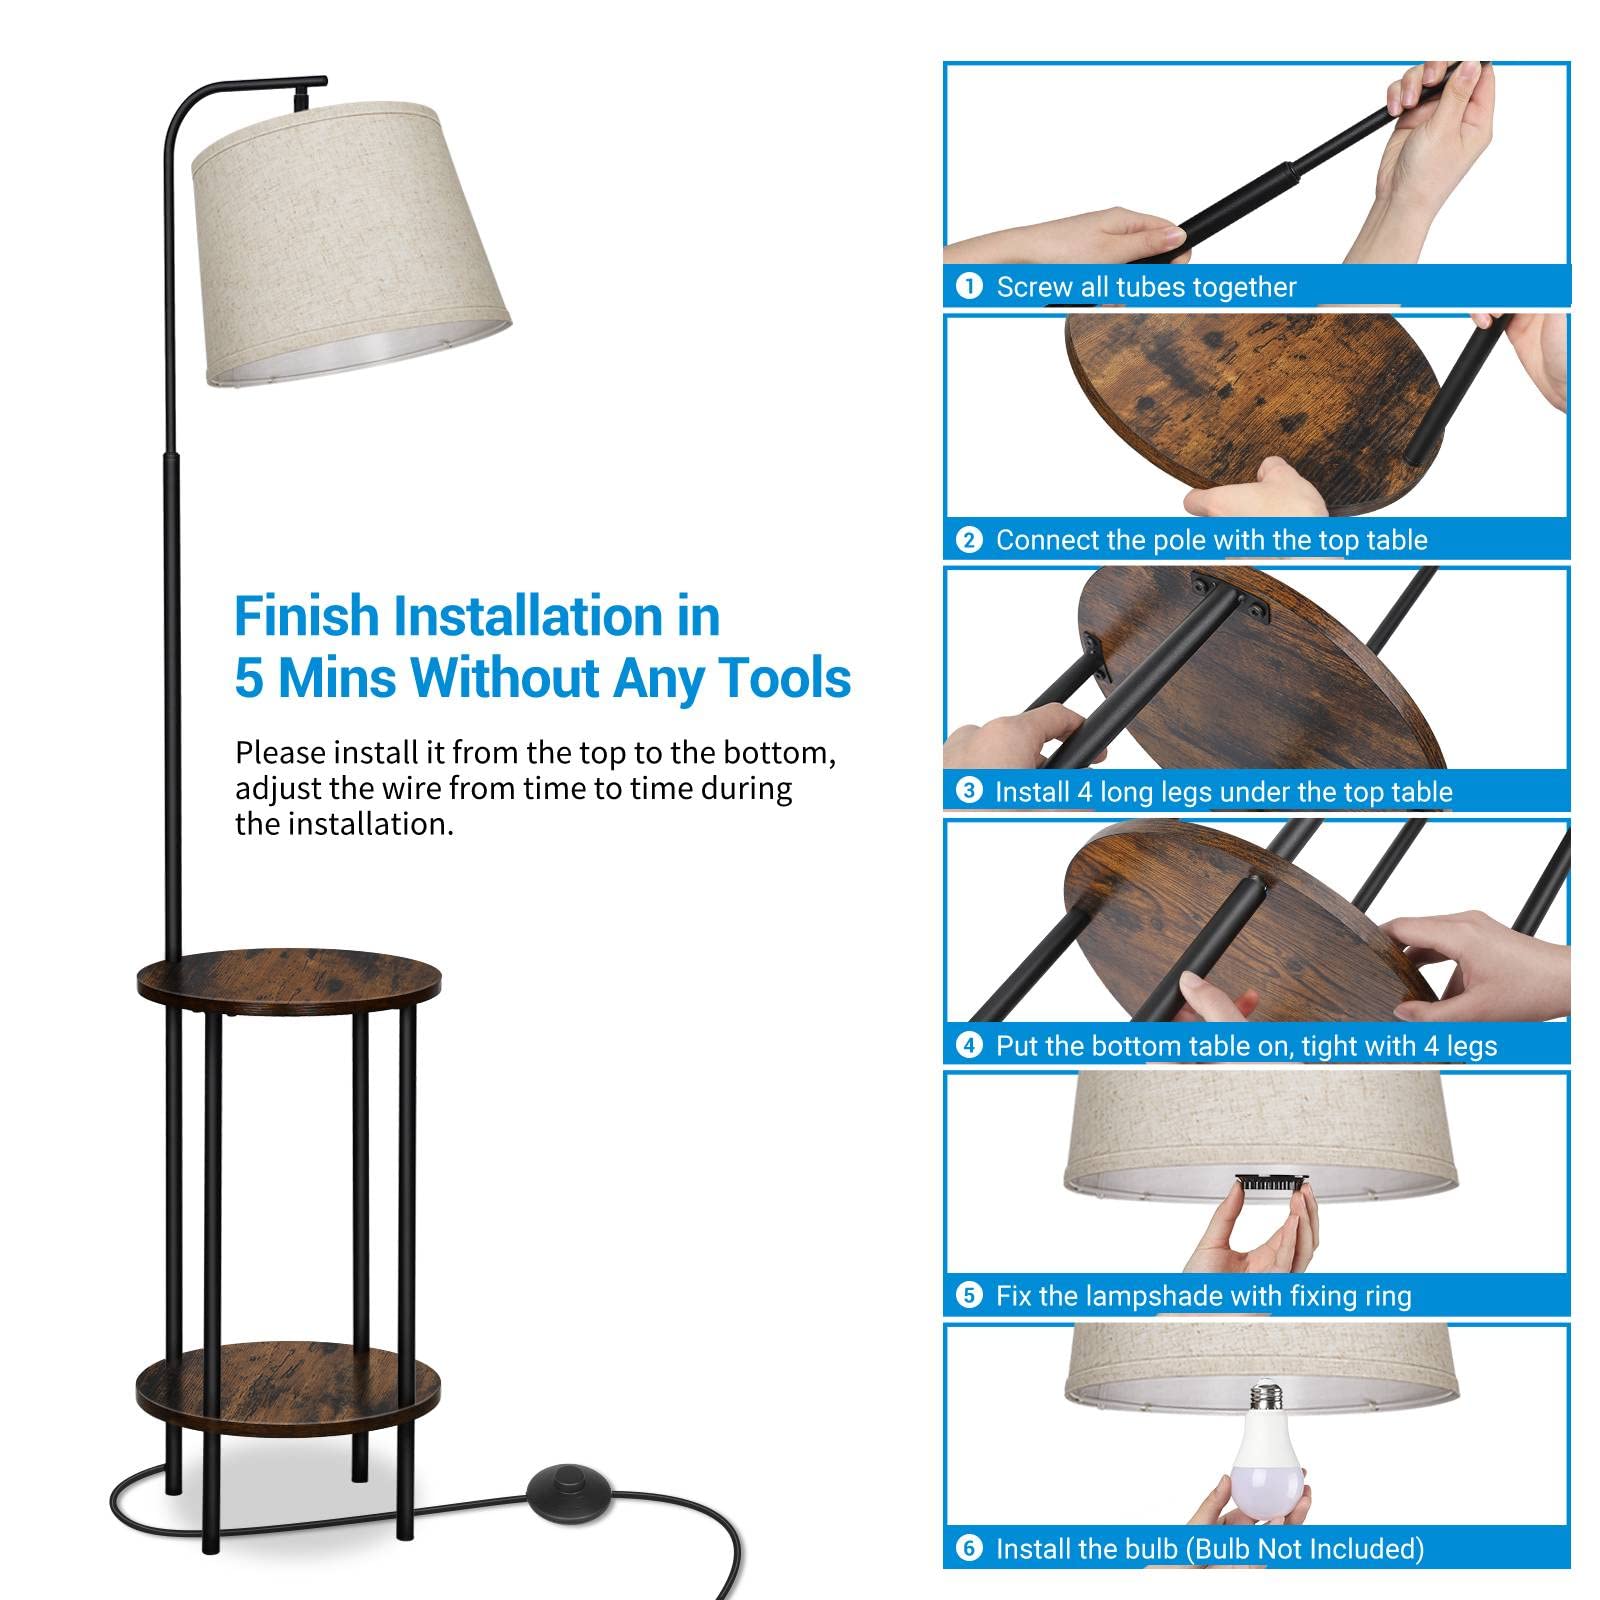 Finish Installation in
5 Mins Without Any Tools
Please install it from the top to the bottom,
adjust the wire from time to time during
the installation.
1 Screw all tubes together
2 Connect the pole with the top table
3 Install 4 long legs under the top table
4 Put the bottom table on, tight with 4 legs
5 Fix the lampshade with fixing ring
6 Install the bulb (Bulb Not Included)